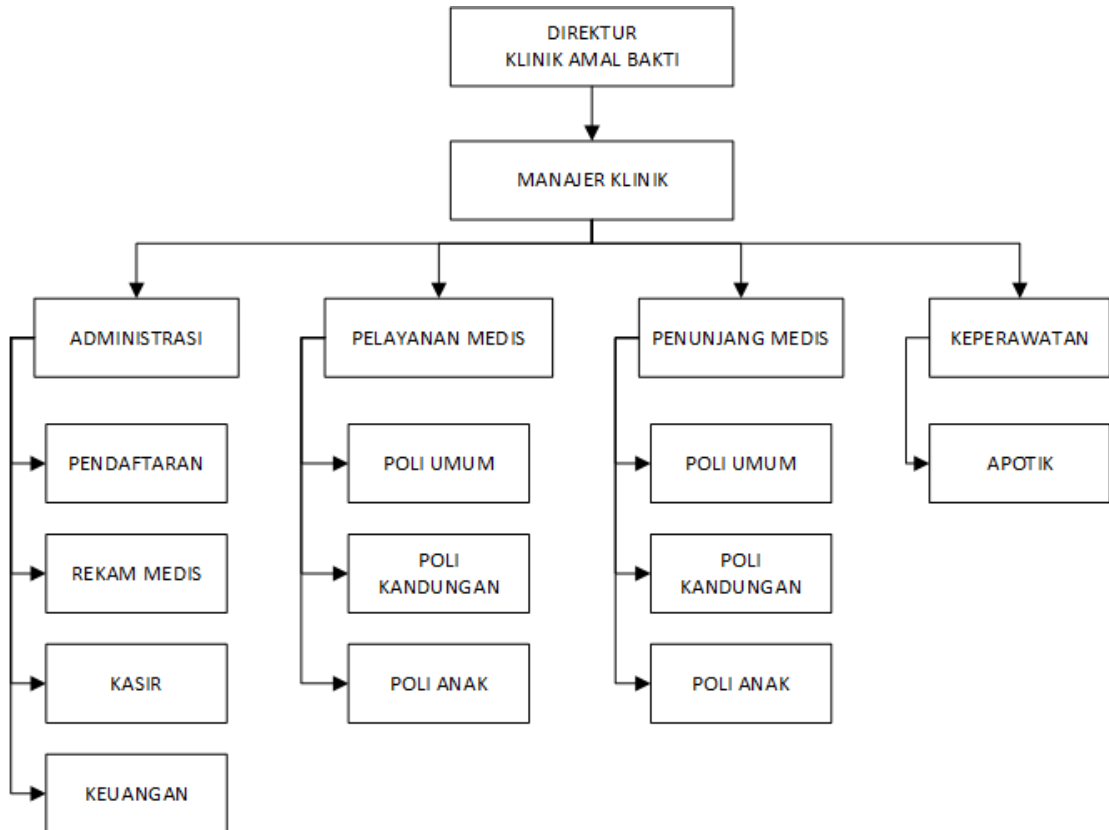 DIREKTUR
KLINIK AMAL BAKTI
MANAJER KLINIK
ADMINISTRASI
PELAYANAN MEDIS
PENUNJANG MEDIS
KEPERAWATAN
PENDAFTARAN
POLI UMUM
POLI UMUM
APOTIK
REKAM MEDIS
POLI
KANDUNGAN
POLI
KANDUNGAN
KASIR
POLI ANAK
POLI ANAK
KEUANGAN